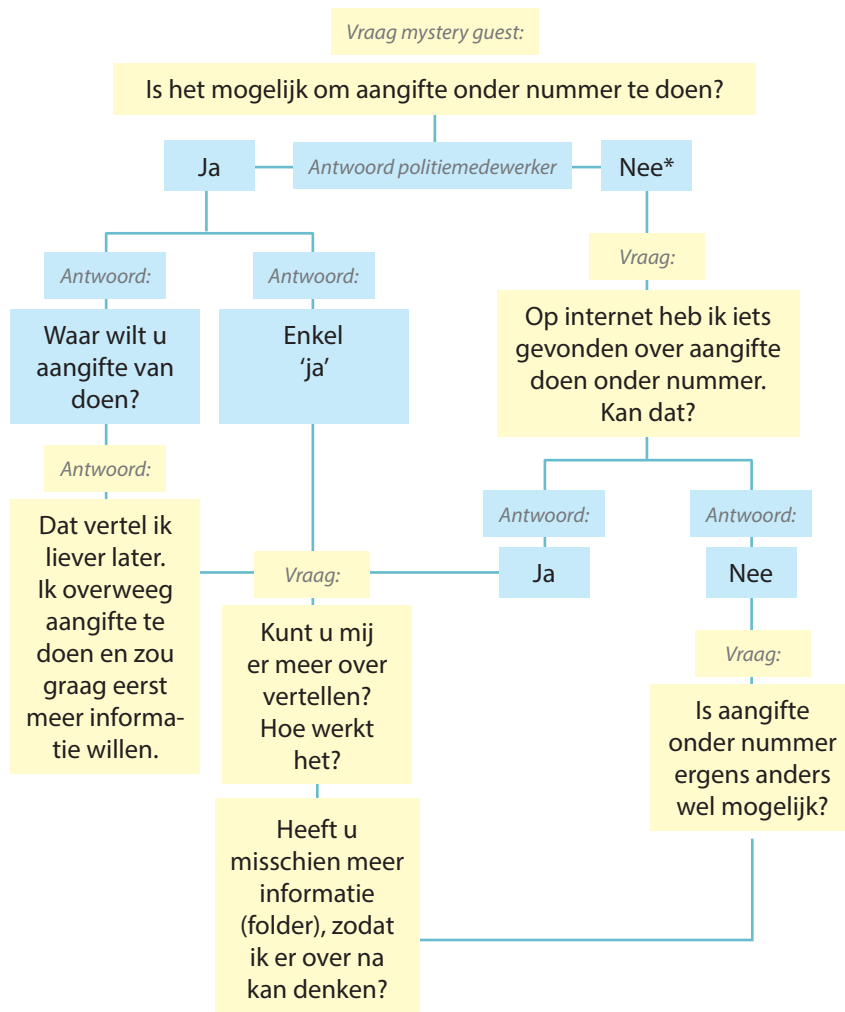 Vraag mystery guest:
Is het mogelijk om aangifte onder nummer te doen?
Ja
Antwoord politiemedewerker
Nee*
Antwoord:
Waar wilt u
aangifte van
doen?
Antwoord:
Dat vertel ik
liever later.
Ik overweeg
aangifte te
doen en zou
graag eerst
meer informa-
tie willen.
Antwoord:
Enkel
‘ja’
Vraag:
Kunt u mij
er meer over
vertellen?
Hoe werkt
het?
Heeft u
misschien meer
informatie
(folder), zodat
ik er over na
kan denken?
Vraag:
Op internet heb ik iets
gevonden over aangifte
doen onder nummer.
Kan dat?
Antwoord:
Ja
Antwoord:
Nee
Vraag:
Is aangifte
onder nummer
ergens anders
wel mogelijk?